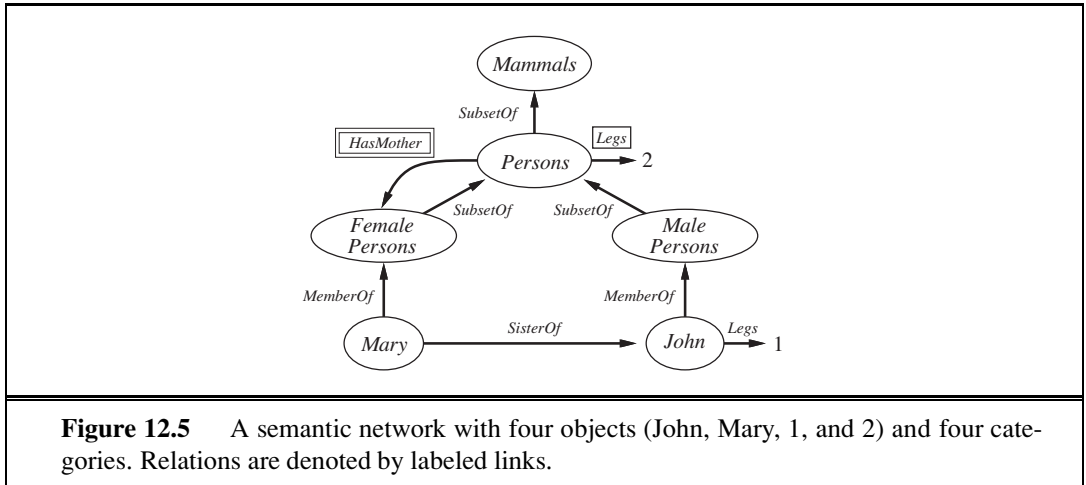 Mammals
SubsetOf
HasMother
Legs
Persons
2
SubsetOf
SubsetOf
Female
Persons
Male
Persons
MemberOf
MemberOf
SisterOf
Legs
Mary
John
1
Figure 12.5 A semantic network with four objects (John, Mary, 1, and 2) and four cate-
gories. Relations are denoted by labeled links.